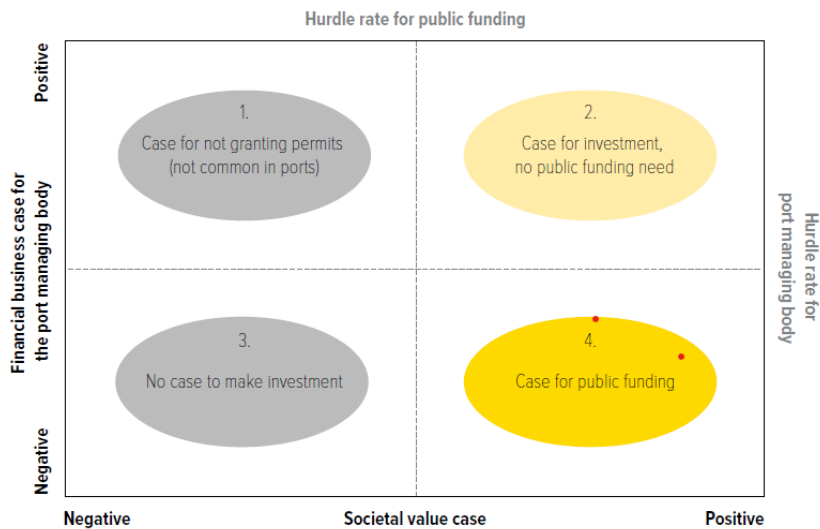 Hurdle rate for public funding
Positive
Negative
Financial business case for
the port managing body
1.
Case for not granting permits
(not common in ports)
2.
Case for investment,
no public funding need
3.
No case to make investment
4.
Case for public funding
Hurdle rate for
port managing body
Negative
Societal value case
Positive